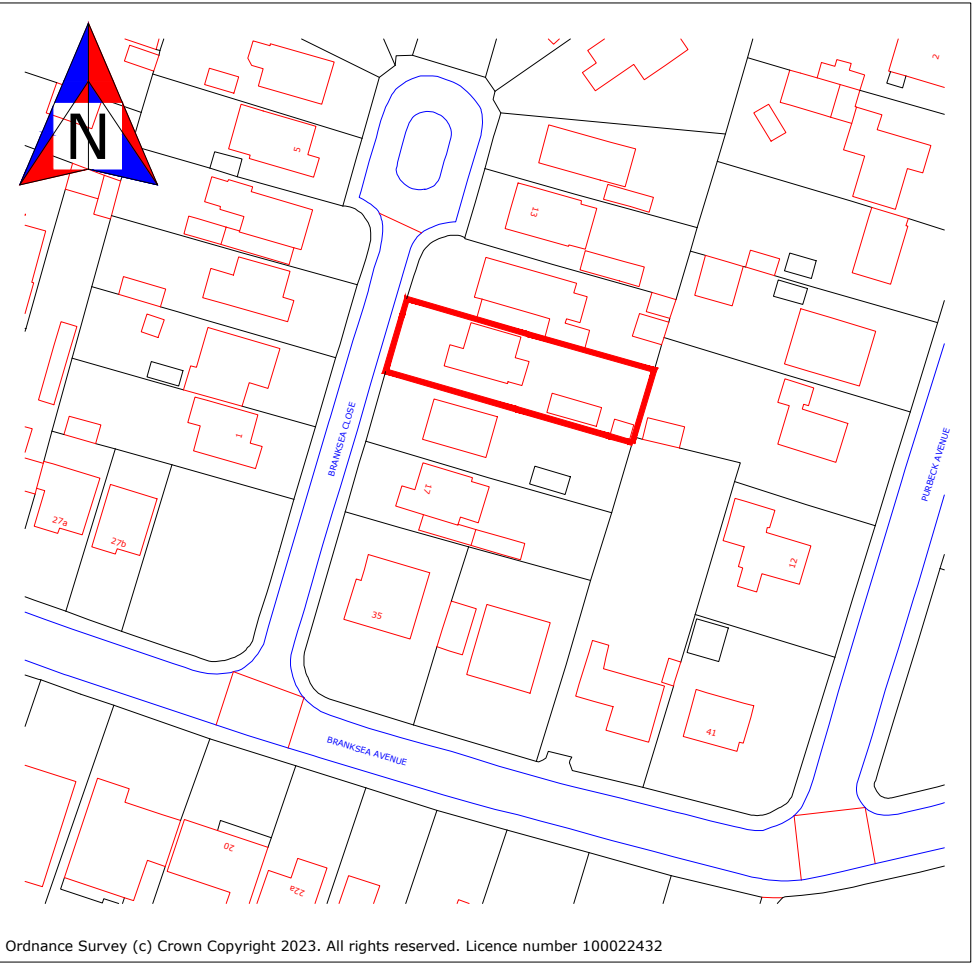 N
2
5
13
BRANKSEA CLOSE
1
PURBECK AVENUE
17
27a
27b
12
35
41
BRANKSEA AVENUE
20
22a
Ordnance Survey (c) Crown Copyright 2023. All rights reserved. Licence number 100022432